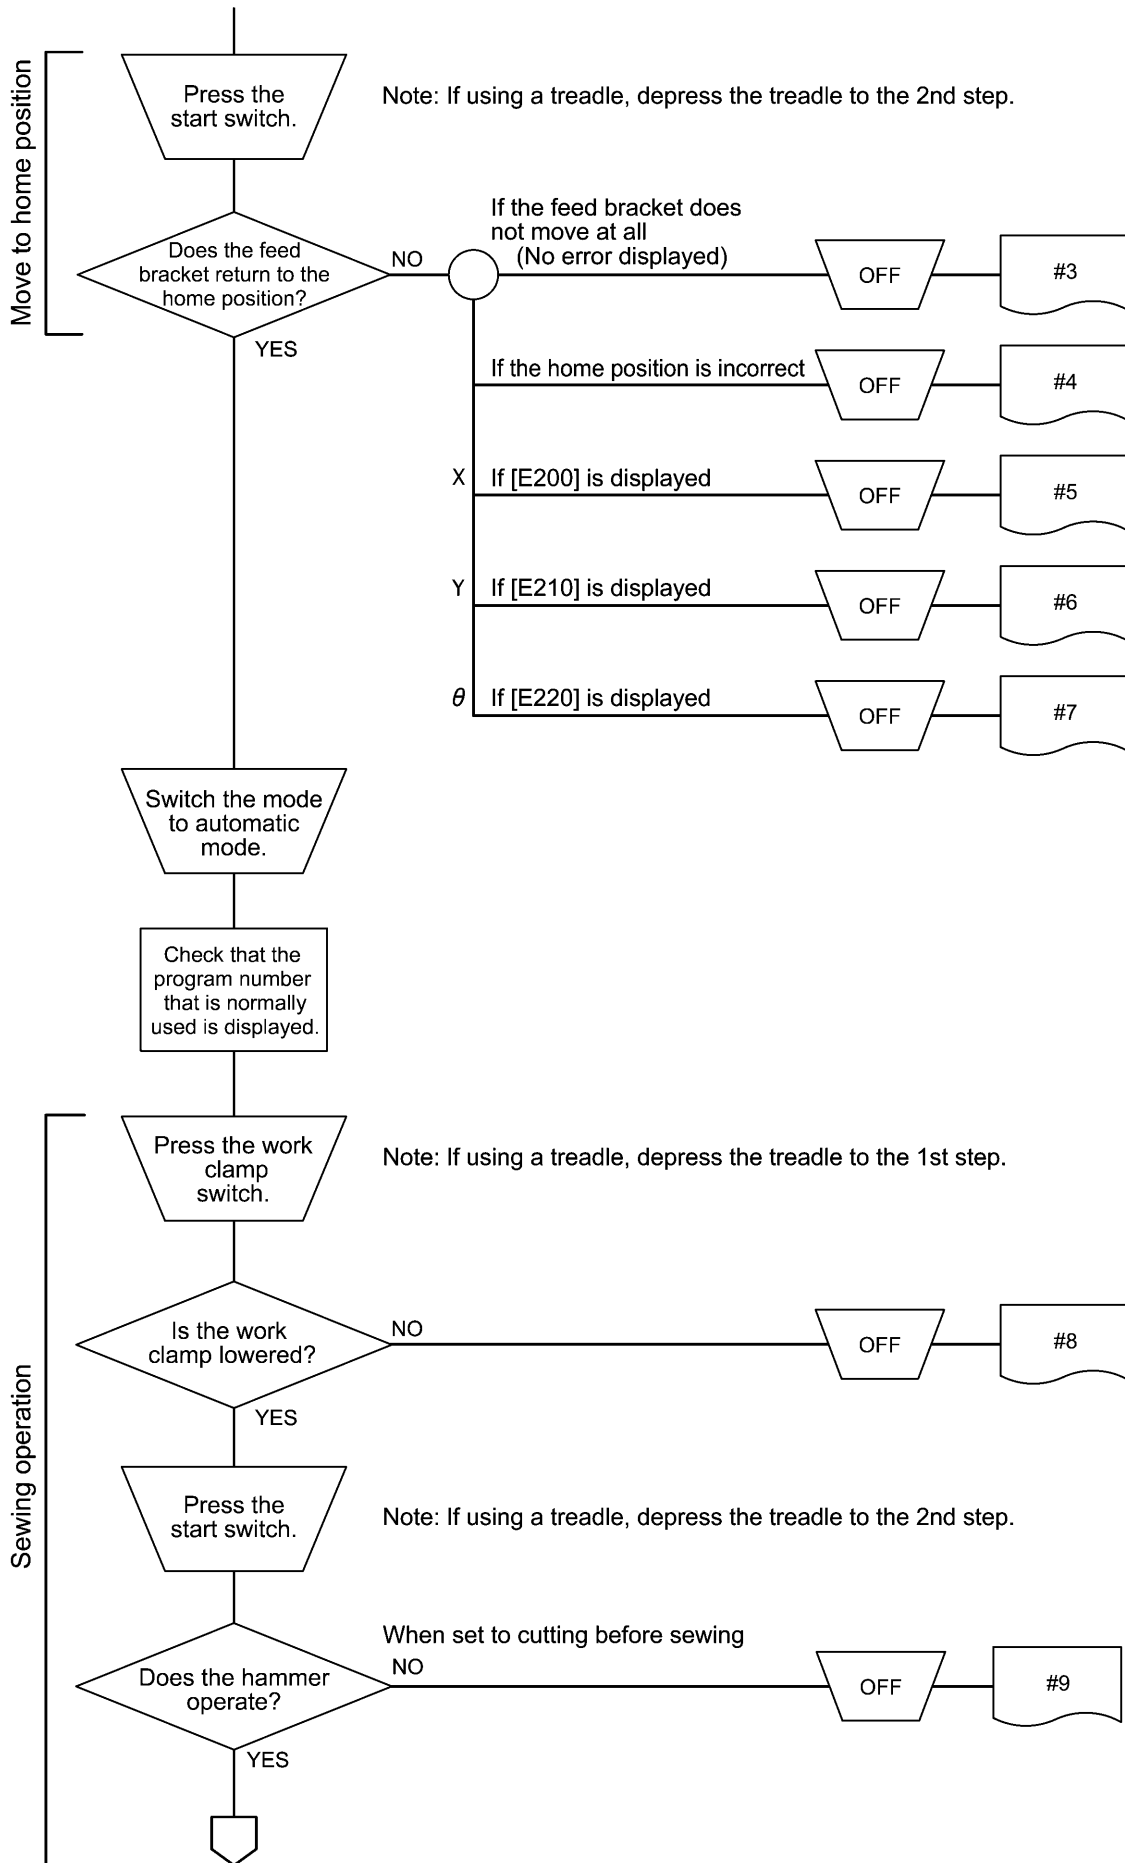 Move to home position
Press the
start switch.
Note: If using a treadle, depress the treadle to the 2nd step.
Does the feed
bracket return to the
home position?
NO
YES
If the feed bracket does
not move at all
(No error displayed)
OFF
#3
If the home position is incorrect
OFF
#4
X
If [E200] is displayed
OFF
#5
Y
If [E210] is displayed
OFF
#6
θ
If [E220] is displayed
OFF
#7
Switch the mode
to automatic
mode.
Check that the
program number
that is normally
used is displayed.
Sewing operation
Press the work
clamp
switch.
Note: If using a treadle, depress the treadle to the 1st step.
Is the work
clamp lowered?
NO
OFF
#8
YES
Press the
start switch.
Note: If using a treadle, depress the treadle to the 2nd step.
When set to cutting before sewing
Does the hammer
operate?
NO
OFF
#9
YES